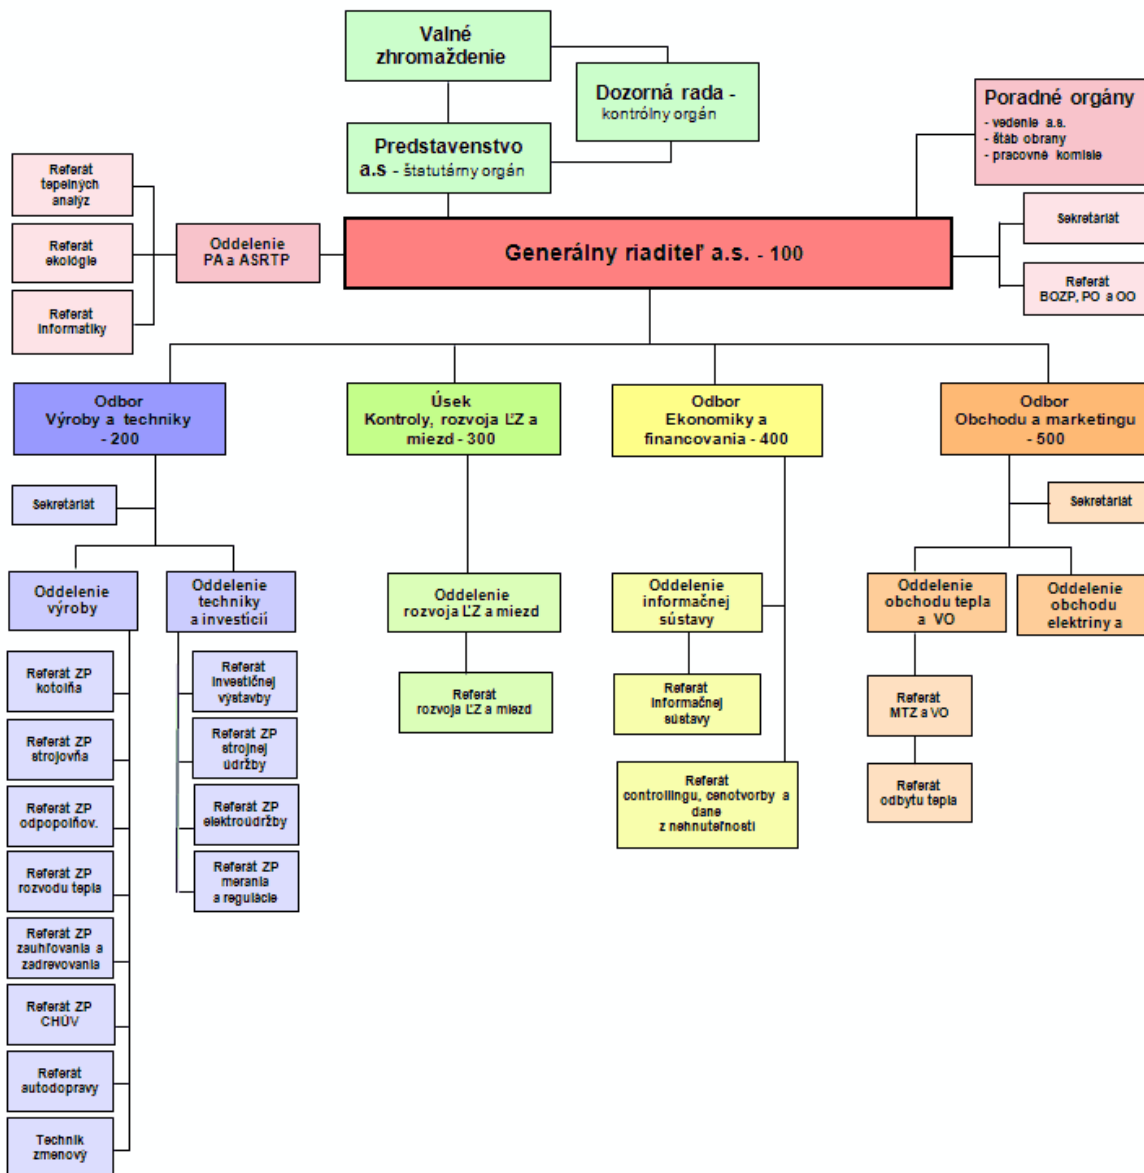 Valné
zhromaždenie
Dozorná rada -
kontrólny orgán
Predstavenstvo
a.s - štatutárny orgán
Poradné orgány
- vedenie a.s.
- štáb obrany
- pracovné komisie
Referát
tepelných
analýz
Referát
ekológie
Referát
informatiky
Oddelenie
PA a ASRTP
Generálny riaditeľ a.s. - 100
Sekretáriát
Referát
BOZP, PO a OO
Odbor
Výroby a techniky
- 200
Úsek
Kontroly, rozvoja ĽZ a
miezd - 300
Odbor
Ekonomiky a
financovania - 400
Odbor
Obchodu a marketingu
- 500
Sekretáriát
Sekretáriát
Oddelenie
výroby
Oddelenie
techniky
a investícií
Oddelenie
rozvoja ĽZ a miezd
Oddelenie
informačnej
sústavy
Oddelenie
obchodu tepla
a VO
Oddelenie
obchodu
elektriny a
Referát ZP
kotolňa
Referát ZP
strojovňa
Referát ZP
odpopolňov.
Referát ZP
rozvodu tepla
Referát ZP
zauhľovania a
zadrevovania
Referát ZP
CHÚV
Referát
autodopravy
Technik
zmenový
Referát
investičnej
výstavby
Referát ZP
strojnej
údržby
Referát ZP
elektroúdržby
Referát ZP
merania
a regulácie
Referát
rozvoja ĽZ a miezd
Referát
informačnej
sústavy
Referát
controllingu, cenotvorby a
dane
z nehnuteľnosti
Referát
MTZ a VO
Referát
odbytu tepla